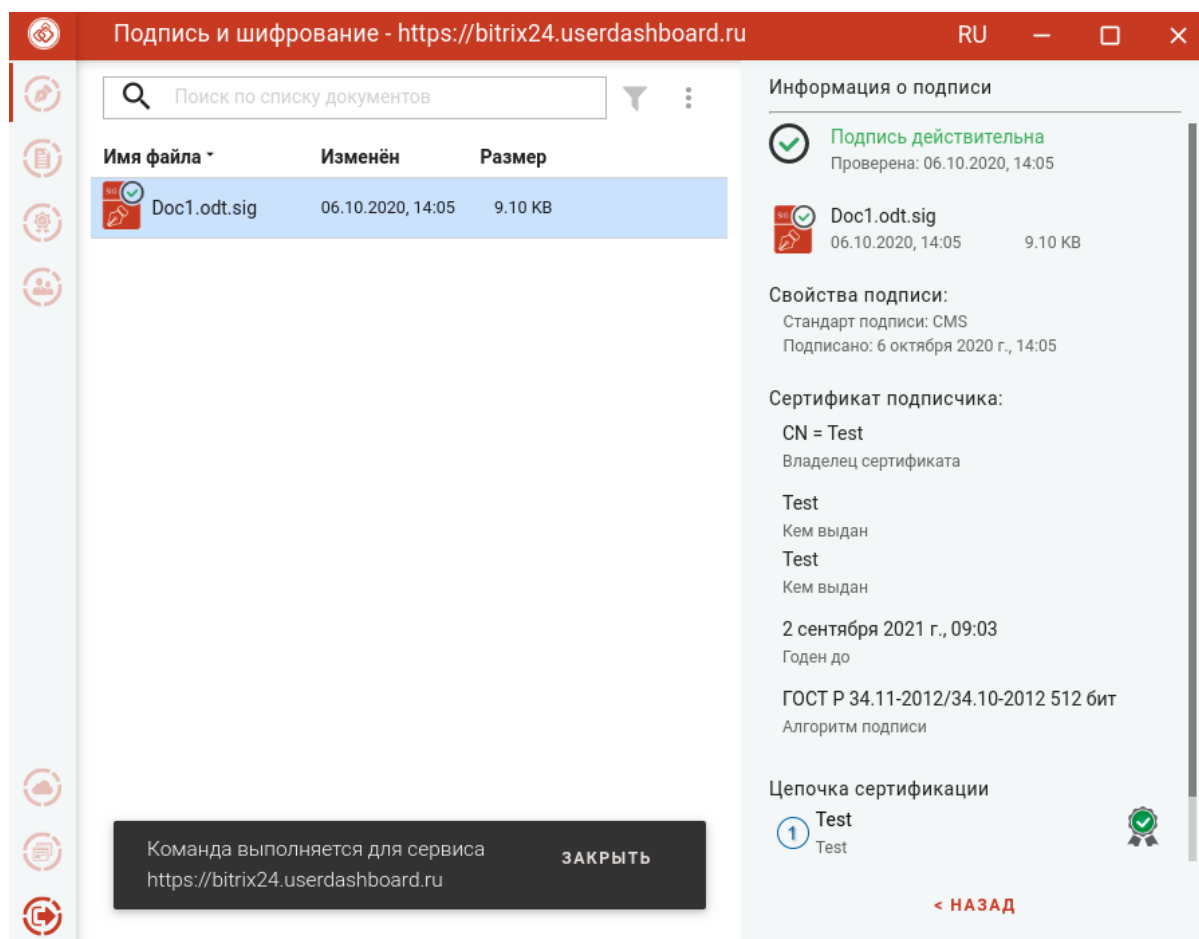 Подпись и шифрование - https://bitrix24.userdashboard.ru
RU
Поиск по списку документов
Имя файла Изменён Размер
SIG
Doc1.odt.sig 06.10.2020, 14:05 9.10 KB
Команда выполняется для сервиса
https://bitrix24.userdashboard.ru
ЗАКРЫТЬ
Информация о подписи
Подпись действительна
Проверена: 06.10.2020, 14:05
SIG
Doc1.odt.sig
06.10.2020, 14:05 9.10 KB
Свойства подписи:
Стандарт подписи: CMS
Подписано: 6 октября 2020 г., 14:05
Сертификат подписчика:
CN = Test
Владелец сертификата
Test
Кем выдан
Test
Кем выдан
2 сентября 2021 г., 09:03
Годен до
ГОСТ Р 34.11-2012/34.10-2012 512 бит
Алгоритм подписи
Цепочка сертификации
1 Test
Test
< НАЗАД